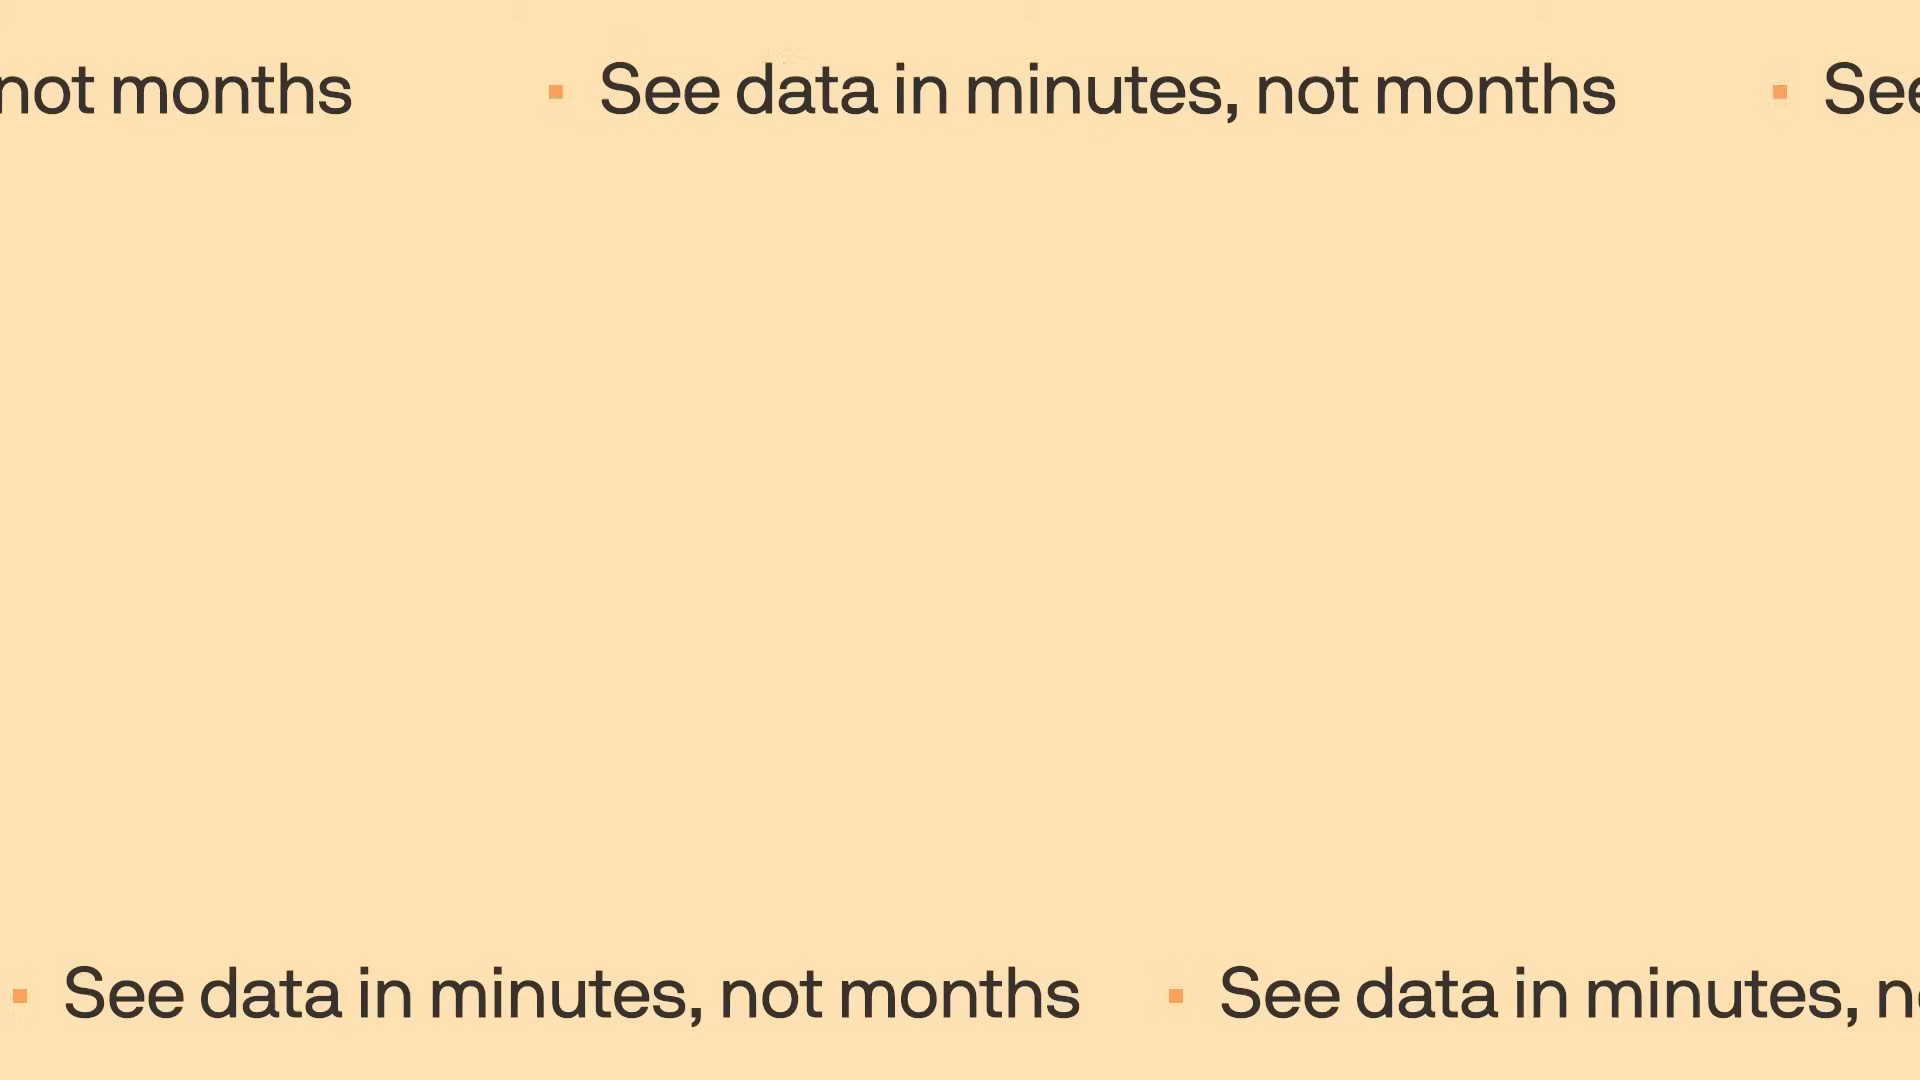 not months ▪ See data in minutes, not months ▪ See
▪ See data in minutes, not months ▪ See data in minutes,